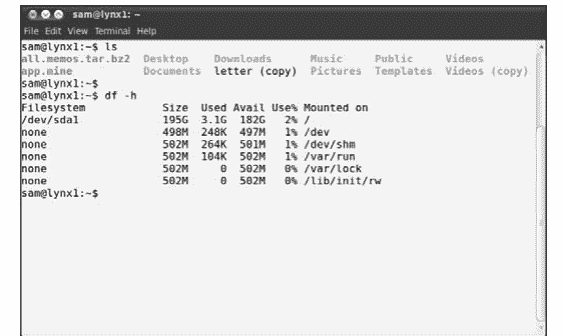 sam@lynx1: ~
File Edit View Terminal Help
sam@lynx1:~$ ls
all.memos.tar.bz2 Desktop Downloads Music Public Videos
app.mine Documents letter (copy) Pictures Templates Videos (copy)
sam@lynx1:~$
sam@lynx1:~$ df -h
Filesystem Size Used Avail Use% Mounted on
/dev/sda1 195G 3.1G 182G 2% /
none 498M 248K 497M 1% /dev
none 502M 264K 501M 1% /dev/shm
none 502M 104K 502M 1% /var/run
none 502M 0 502M 0% /var/lock
none 502M 0 502M 0% /lib/init/rw
sam@lynx1:~$